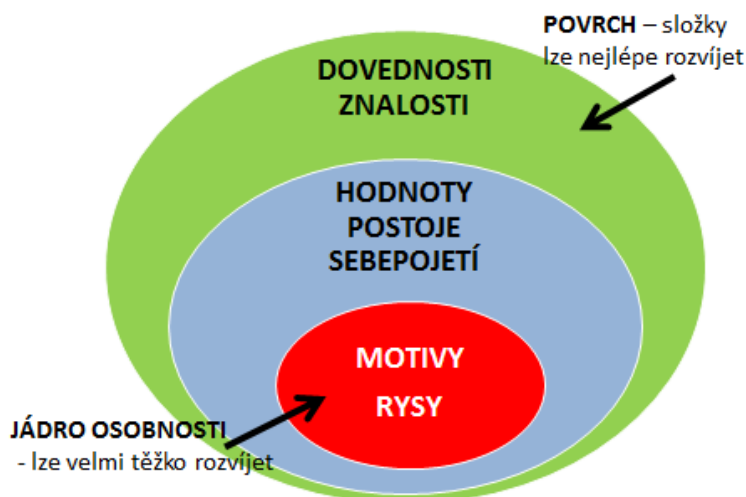 POVRCH – složky
lze nejlépe rozvíjet
DOVEDNOSTI
ZNALOSTI
HODNOTY
POSTOJE
SEBEPOJETÍ
MOTIVY
RYSY
JÁDRO OSOBNOSTI
- lze velmi těžko rozvíjet